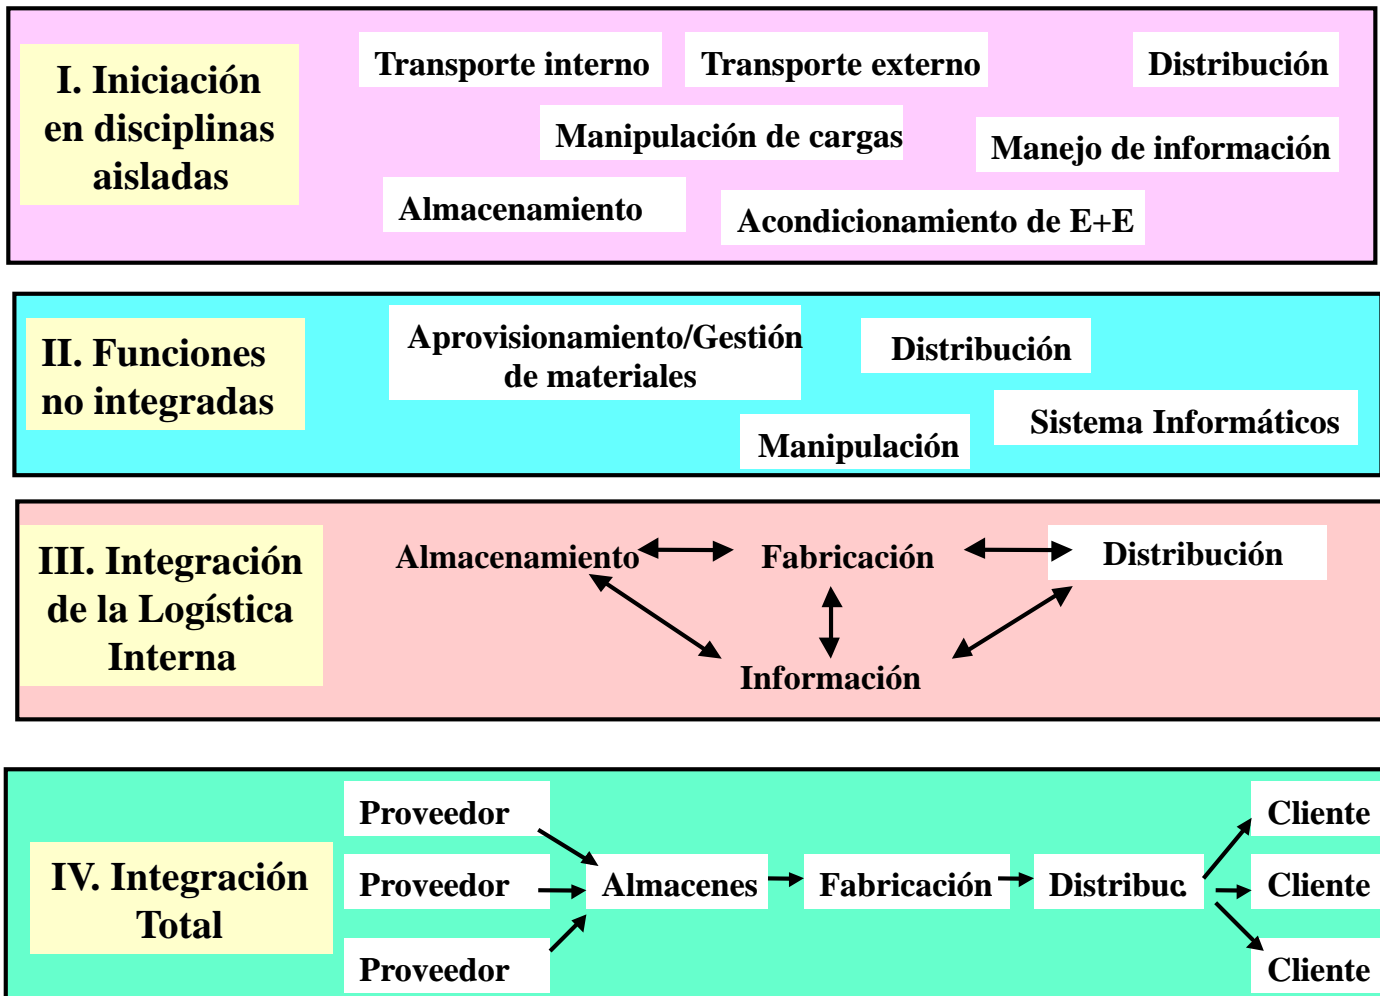 I. Iniciación
en disciplinas
aisladas
Transporte interno
Transporte externo
Distribución
Manipulación de cargas
Manejo de información
Almacenamiento
Acondicionamiento de E+E
II. Funciones
no integradas
Aprovisionamiento/Gestión
de materiales
Distribución
Sistema Informáticos
Manipulación
III. Integración
de la Logística
Interna
Almacenamiento
Fabricación
Distribución
Información
IV. Integración
Total
Proveedor
Proveedor
Proveedor
Almacenes
Fabricación
Distribuc.
Cliente
Cliente
Cliente